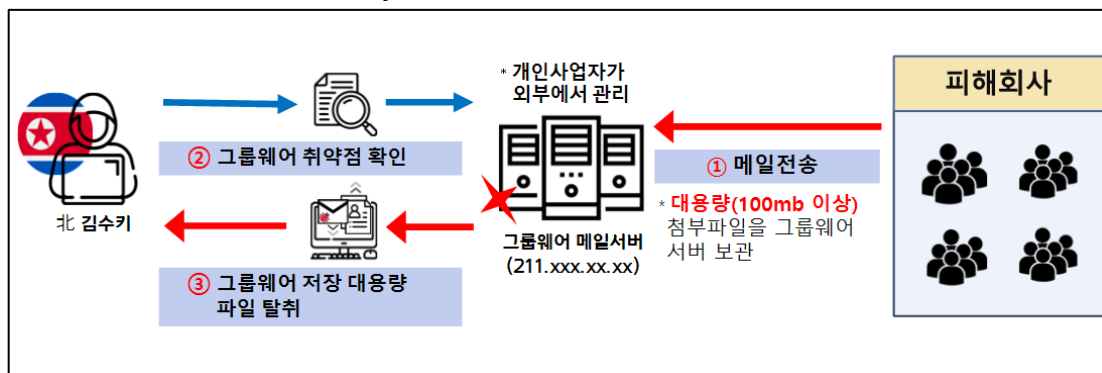 * 개인사업자가
외부에서 관리
피해회사
② 그룹웨어 취약점 확인
① 메일전송
* 대용량(100mb 이상)
첨부파일을 그룹웨어
서버 보관
北 김수키
그룹웨어 메일서버
(211.xxx.xx.xx)
③ 그룹웨어 저장 대용량
파일 탈취